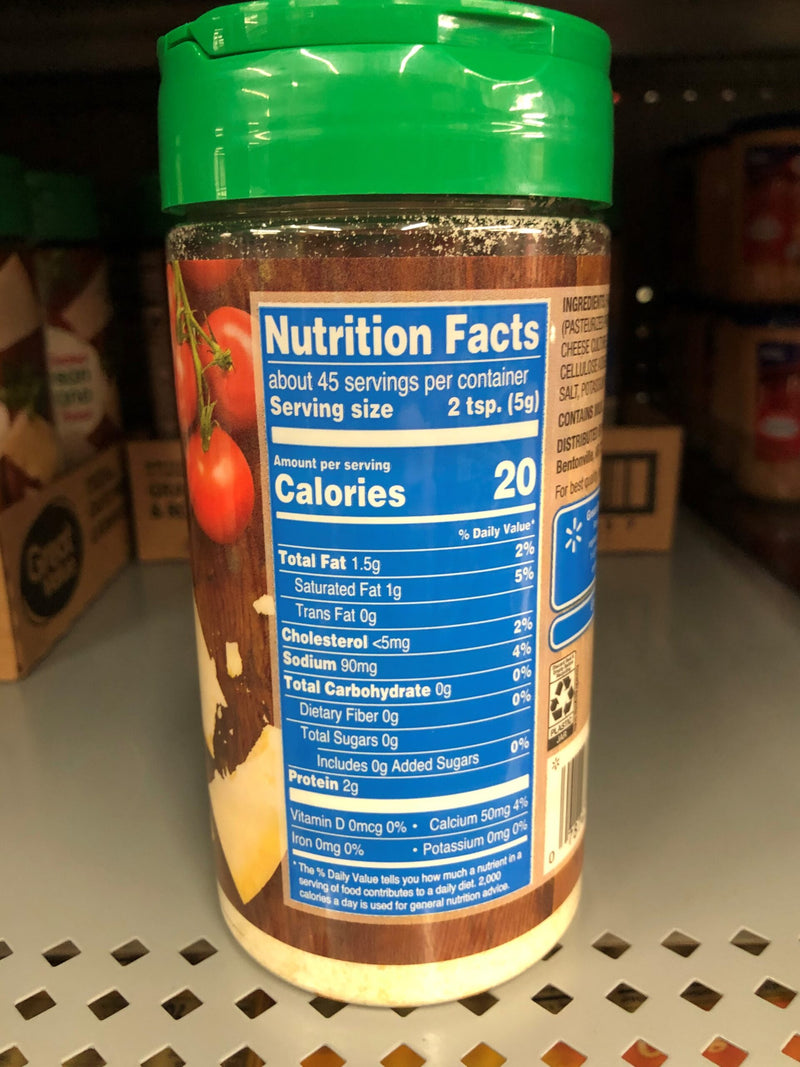 Nutrition Facts
about 45 servings per container
Serving size 2 tsp. (5g)
Amount per serving
Calories 20
% Daily Value*
Total Fat 1.5g 2%
Saturated Fat 1g 5%
Trans Fat 0g
Cholesterol <5mg 2%
Sodium 90mg 4%
Total Carbohydrate 0g 0%
Dietary Fiber 0g 0%
Total Sugars 0g
Includes 0g Added Sugars 0%
Protein 2g
Vitamin D 0mcg 0% • Calcium 50mg 4%
Iron 0mg 0% • Potassium 0mg 0%
* The % Daily Value tells you how much a nutrient in a
serving of food contributes to a daily diet. 2,000
calories a day is used for general nutrition advice.
(PASTEURIZED
CHEESE
CELLULOSE
SALT,
CONTAINS
DISTRIBUTED
Bentonville,
For best
PLASTIC
JAR
0
Great